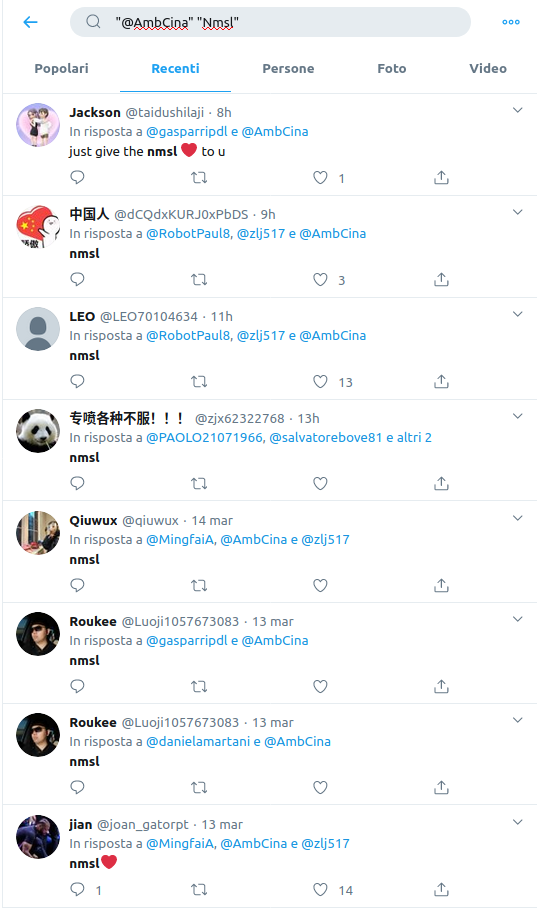 "@AmbCina" "Nmsl"
Popolari Recenti Persone Foto Video
Jackson @taidushilaji · 8h
In risposta a @gasparripdl e @AmbCina
just give the nmsl ❤ to u
1
中国人 @dCQdxKURJ0xPbDS · 9h
In risposta a @RobotPaul8, @zlj517 e @AmbCina
nmsl
3
LEO @LEO70104634 · 11h
In risposta a @RobotPaul8, @zlj517 e @AmbCina
nmsl
13
专喷各种不服！！！ @zjx62322768 · 13h
In risposta a @PAOLO21071966, @salvatorebove81 e altri 2
nmsl
Qiuwux @qiuwux · 14 mar
In risposta a @MingfaiA, @AmbCina e @zlj517
nmsl
Roukee @Luoji1057673083 · 13 mar
In risposta a @gasparripdl e @AmbCina
nmsl
Roukee @Luoji1057673083 · 13 mar
In risposta a @danielamartani e @AmbCina
nmsl
jian @joan_gatorpt · 13 mar
In risposta a @MingfaiA, @AmbCina e @zlj517
nmsl❤
1 14